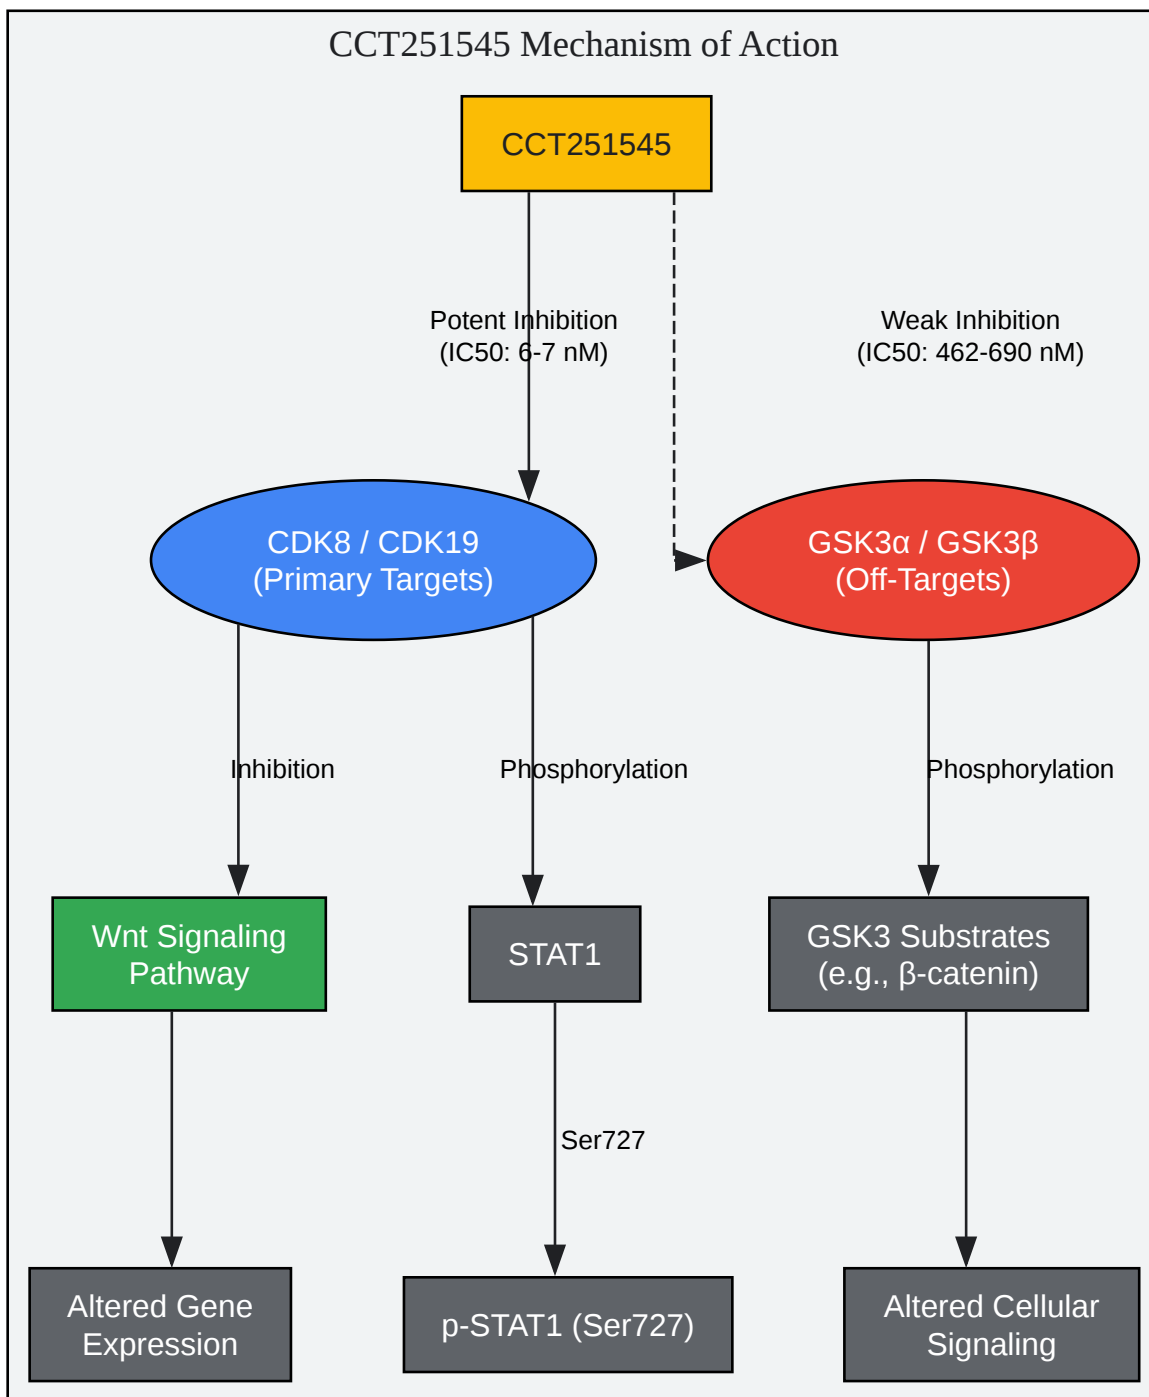 CCT251545 Mechanism of Action
CCT251545
Potent Inhibition
(IC50: 6-7 nM)
Weak Inhibition
(IC50: 462-690 nM)
CDK8 / CDK19
(Primary Targets)
GSK3α / GSK3β
(Off-Targets)
Inhibition
Phosphorylation
Phosphorylation
Wnt Signaling
Pathway
STAT1
GSK3 Substrates
(e.g., β-catenin)
Ser727
Altered Gene
Expression
p-STAT1 (Ser727)
Altered Cellular
Signaling